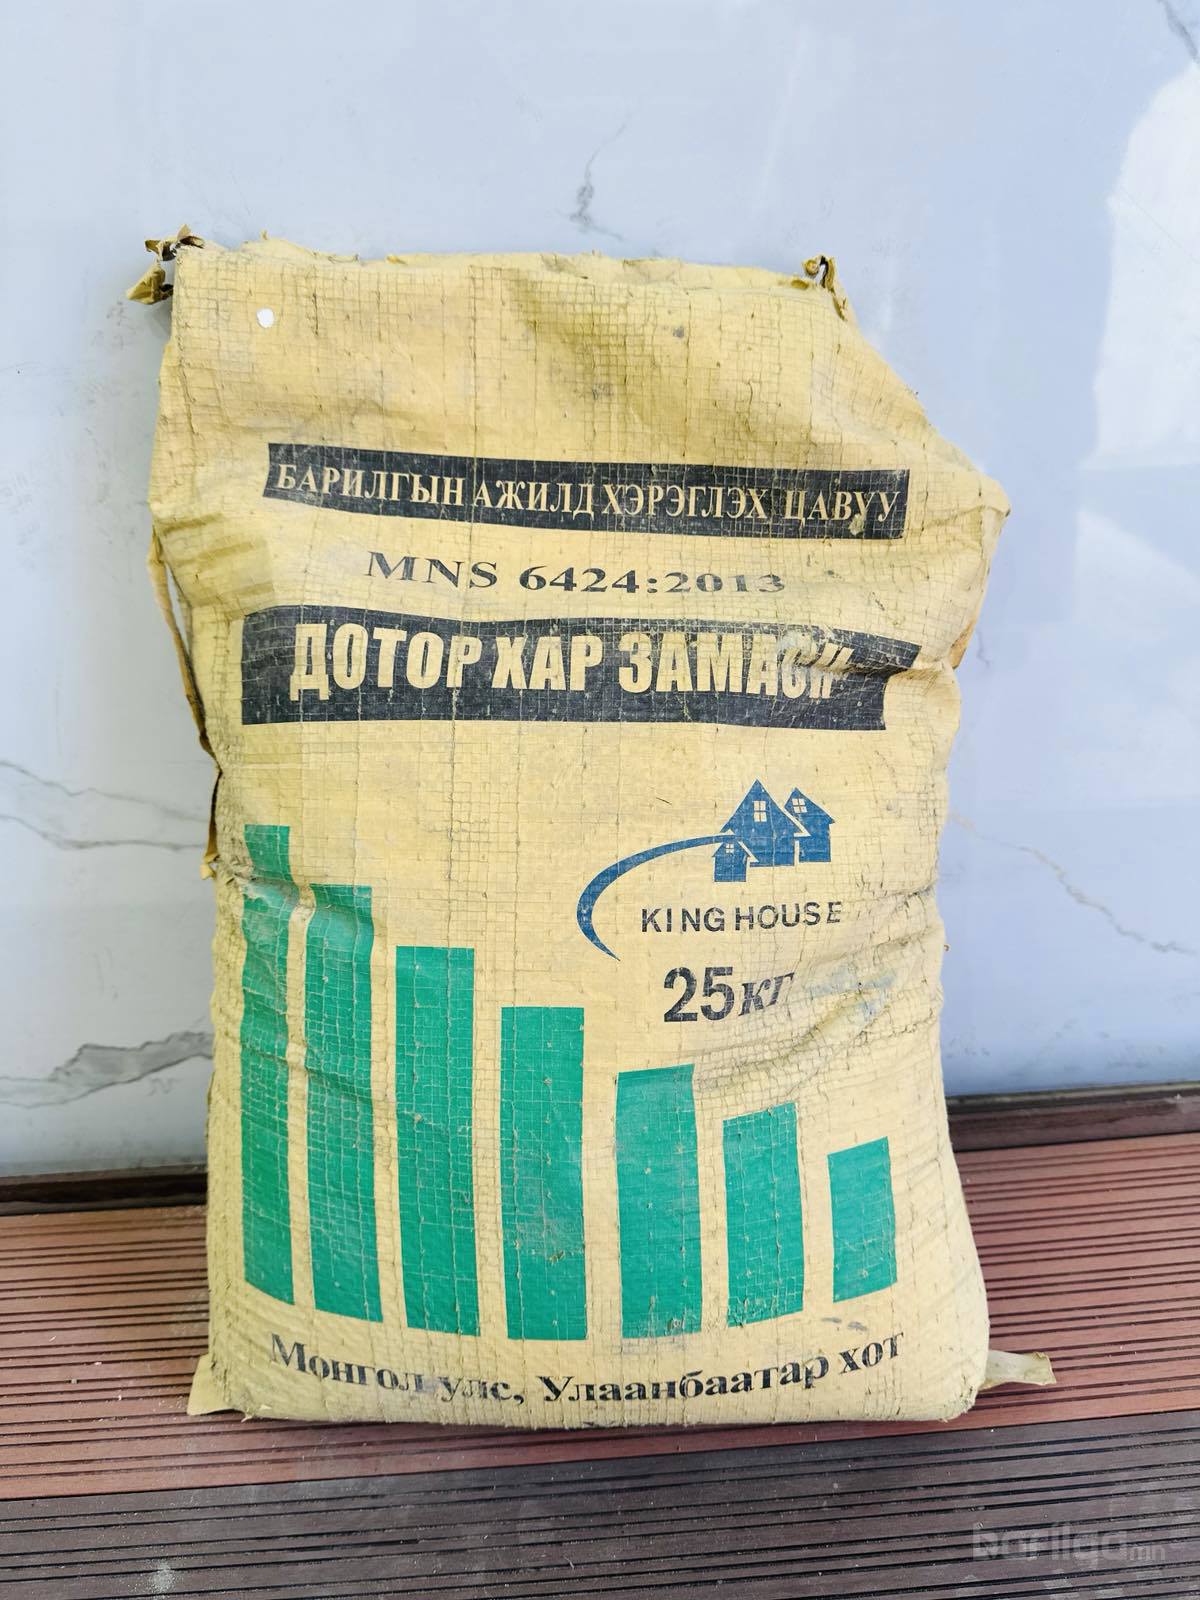 БАРИЛГЫН АЖИЛД ХЭРЭГЛЭХ ЦАВУУ
MNS 6424:2013
ДОТОР ХАР ЗАМАСК
KING HOUSE
25кг
Монгол улс, Улаанбаатар хот
barilga.mn